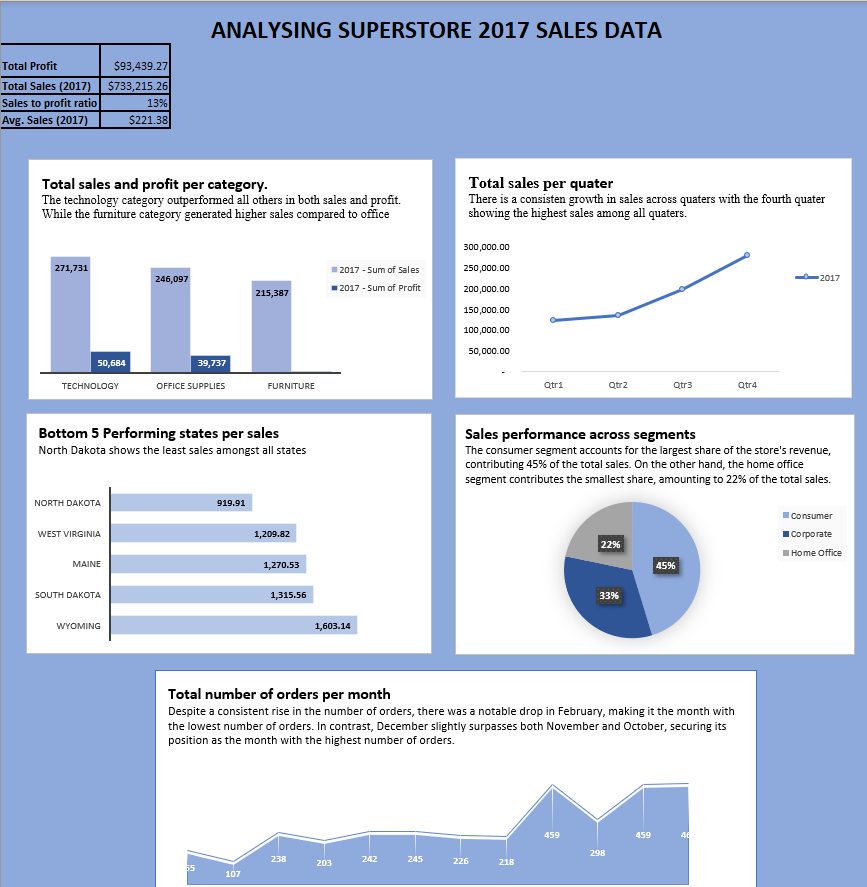 ANALYSING SUPERSTORE 2017 SALES DATA
Total Profit $93,439.27
Total Sales (2017) $733,215.26
Sales to profit ratio 13%
Avg. Sales (2017) $221.38
Total sales and profit per category.
The technology category outperformed all others in both sales and profit.
While the furniture category generated higher sales compared to office
271,731
246,097
215,387
50,684
39,737
2017 - Sum of Sales
2017 - Sum of Profit
TECHNOLOGY OFFICE SUPPLIES FURNITURE
Total sales per quater
There is a consisten growth in sales across quaters with the fourth quater
showing the highest sales among all quaters.
300,000.00
250,000.00
200,000.00
150,000.00
100,000.00
50,000.00
-
Qtr1 Qtr2 Qtr3 Qtr4
2017
Bottom 5 Performing states per sales
North Dakota shows the least sales amongst all states
NORTH DAKOTA 919.91
WEST VIRGINIA 1,209.82
MAINE 1,270.53
SOUTH DAKOTA 1,315.56
WYOMING 1,603.14
Sales performance across segments
The consumer segment accounts for the largest share of the store's revenue,
contributing 45% of the total sales. On the other hand, the home office
segment contributes the smallest share, amounting to 22% of the total sales.
22%
45%
33%
Consumer
Corporate
Home Office
Total number of orders per month
Despite a consistent rise in the number of orders, there was a notable drop in February, making it the month with
the lowest number of orders. In contrast, December slightly surpasses both November and October, securing its
position as the month with the highest number of orders.
55 107 238 203 242 245 226 218 459 298 459 46